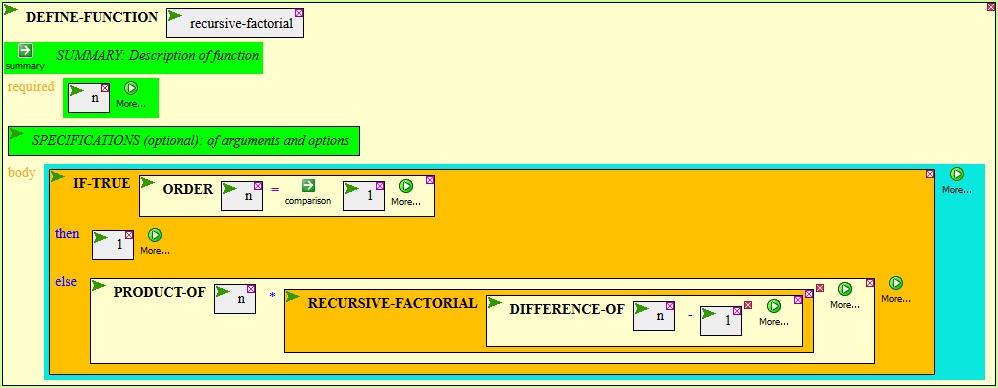 DEFINE-FUNCTION recursive-factorial
summary SUMMARY: Description of function
required n More...
SPECIFICATIONS (optional): of arguments and options
body IF-TRUE ORDER n = comparison 1 More... More...
then 1 More...
else PRODUCT-OF n * RECURSIVE-FACTORIAL DIFFERENCE-OF n - 1 More... More... More...